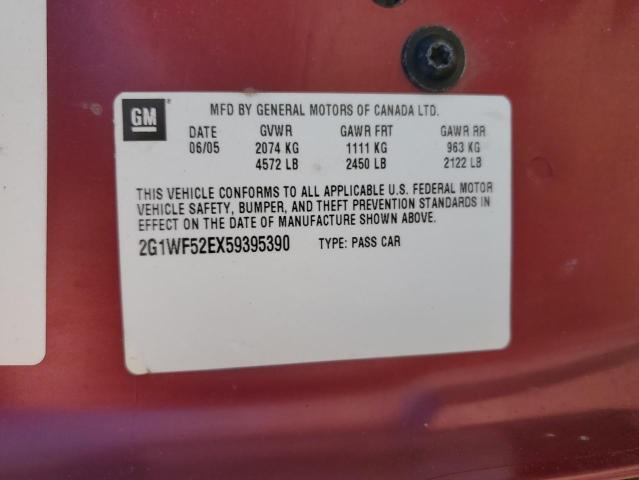 GM
MFD BY GENERAL MOTORS OF CANADA LTD.
DATE GVWR GAWR FRT GAWR RR
06/05 2074 KG 1111 KG 963 KG
4572 LB 2450 LB 2122 LB
THIS VEHICLE CONFORMS TO ALL APPLICABLE U.S. FEDERAL MOTOR
VEHICLE SAFETY, BUMPER, AND THEFT PREVENTION STANDARDS IN
EFFECT ON THE DATE OF MANUFACTURE SHOWN ABOVE.
2G1WF52EX59395390 TYPE: PASS CAR